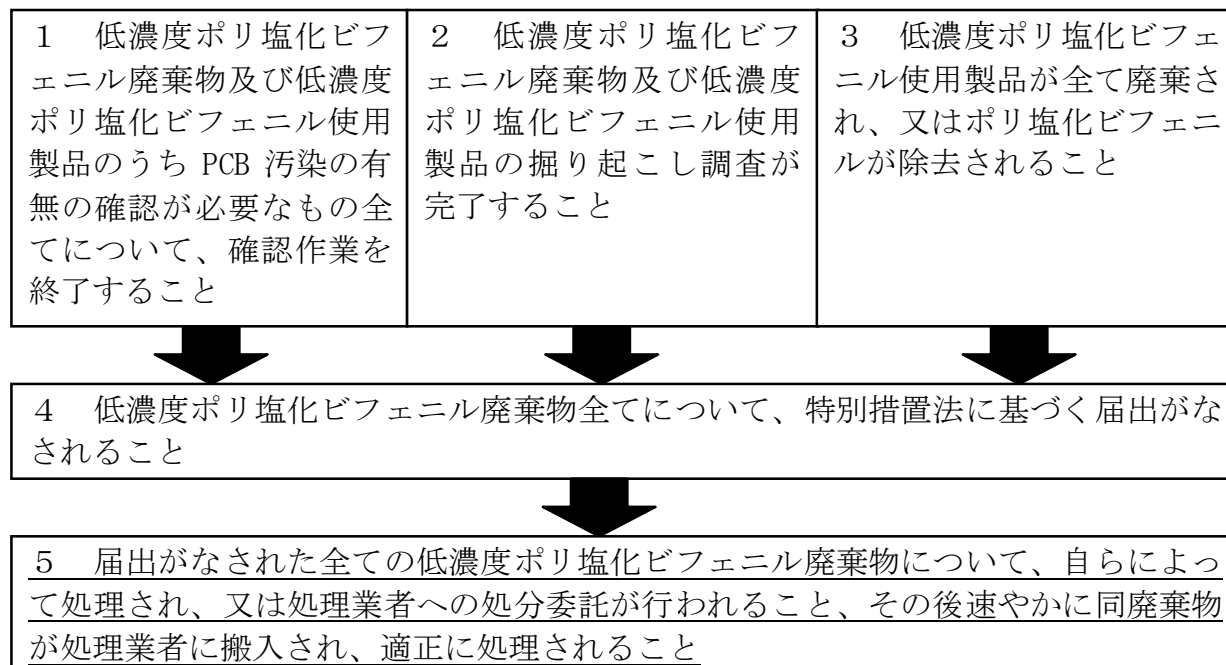 １　低濃度ポリ塩化ビフ
ェニル廃棄物及び低濃度
ポリ塩化ビフェニル使用
製品のうち PCB 汚染の有
無の確認が必要なもの全
てについて、確認作業を
終了すること
２　低濃度ポリ塩化ビフ
ェニル廃棄物及び低濃度
ポリ塩化ビフェニル使用
製品の掘り起こし調査が
完了すること
３　低濃度ポリ塩化ビフェ
ニル使用製品が全て廃棄さ
れ、又はポリ塩化ビフェニ
ルが除去されること
４　低濃度ポリ塩化ビフェニル廃棄物全てについて、特別措置法に基づく届出がな
されること
５　届出がなされた全ての低濃度ポリ塩化ビフェニル廃棄物について、自らによっ
て処理され、又は処理業者への処分委託が行われること、その後速やかに同廃棄物
が処理業者に搬入され、適正に処理されること